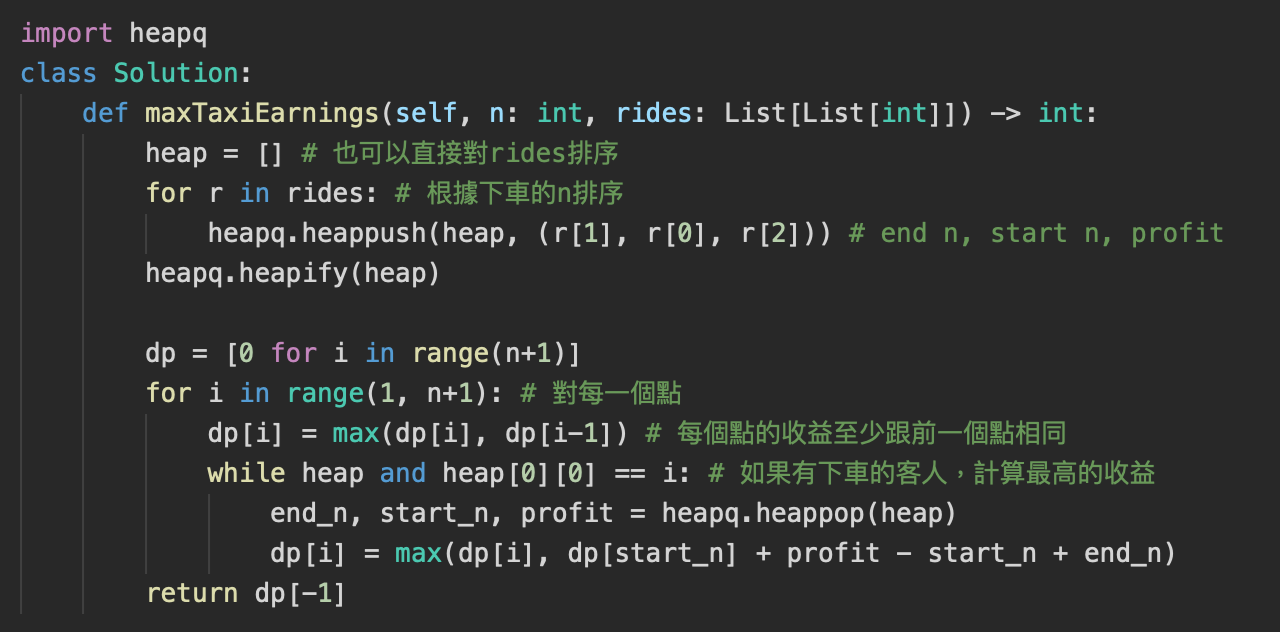 import heapq
class Solution:
    def maxTaxiEarnings(self, n: int, rides: List[List[int]]) -> int:
        heap = [] # 也可以直接對rides排序
        for r in rides: # 根據下車的n排序
            heapq.heappush(heap, (r[1], r[0], r[2])) # end n, start n, profit
        heapq.heapify(heap)

        dp = [0 for i in range(n+1)]
        for i in range(1, n+1): # 對每一個點
            dp[i] = max(dp[i], dp[i-1]) # 每個點的收益至少跟前一個點相同
            while heap and heap[0][0] == i: # 如果有下車的客人，計算最高的收益
                end_n, start_n, profit = heapq.heappop(heap)
                dp[i] = max(dp[i], dp[start_n] + profit - start_n + end_n)
        return dp[-1]